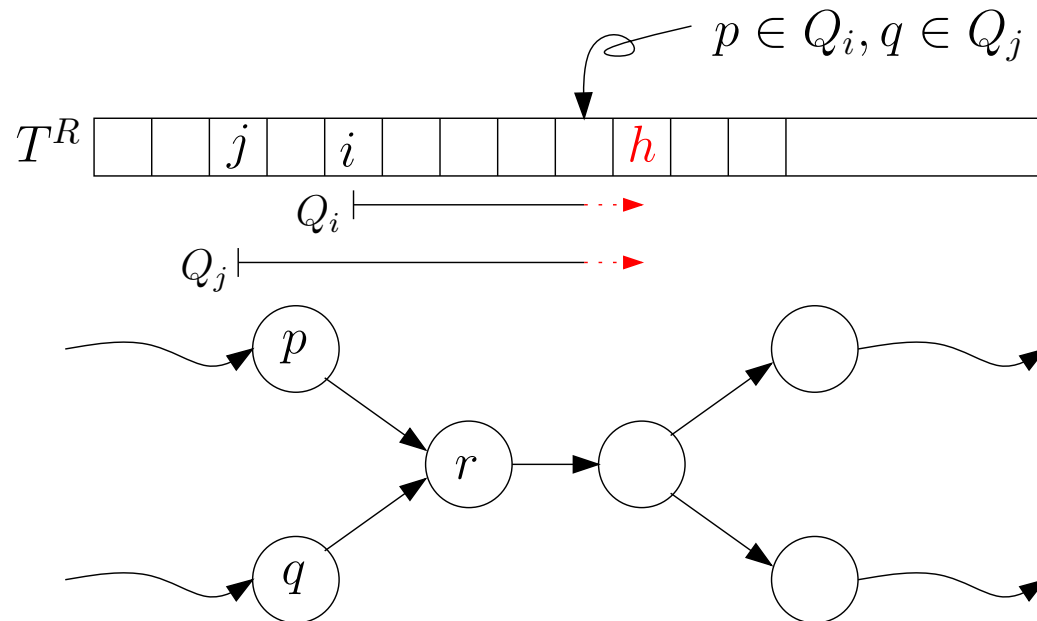 p ∈ Q_i, q ∈ Q_j
T^R j i h
Q_i
Q_j
p
r
q